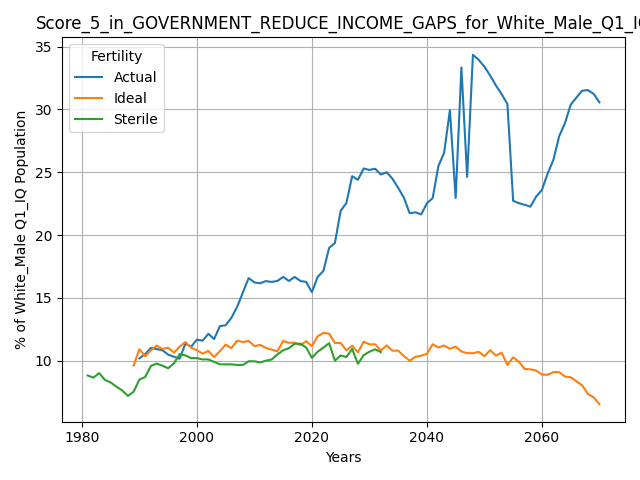 Score_5_in_GOVERNMENT_REDUCE_INCOME_GAPS_for_White_Male_Q1_IQ
Fertility
Actual
Ideal
Sterile
% of White_Male Q1_IQ Population
35
30
25
20
15
10
1980
2000
2020
2040
2060
Years